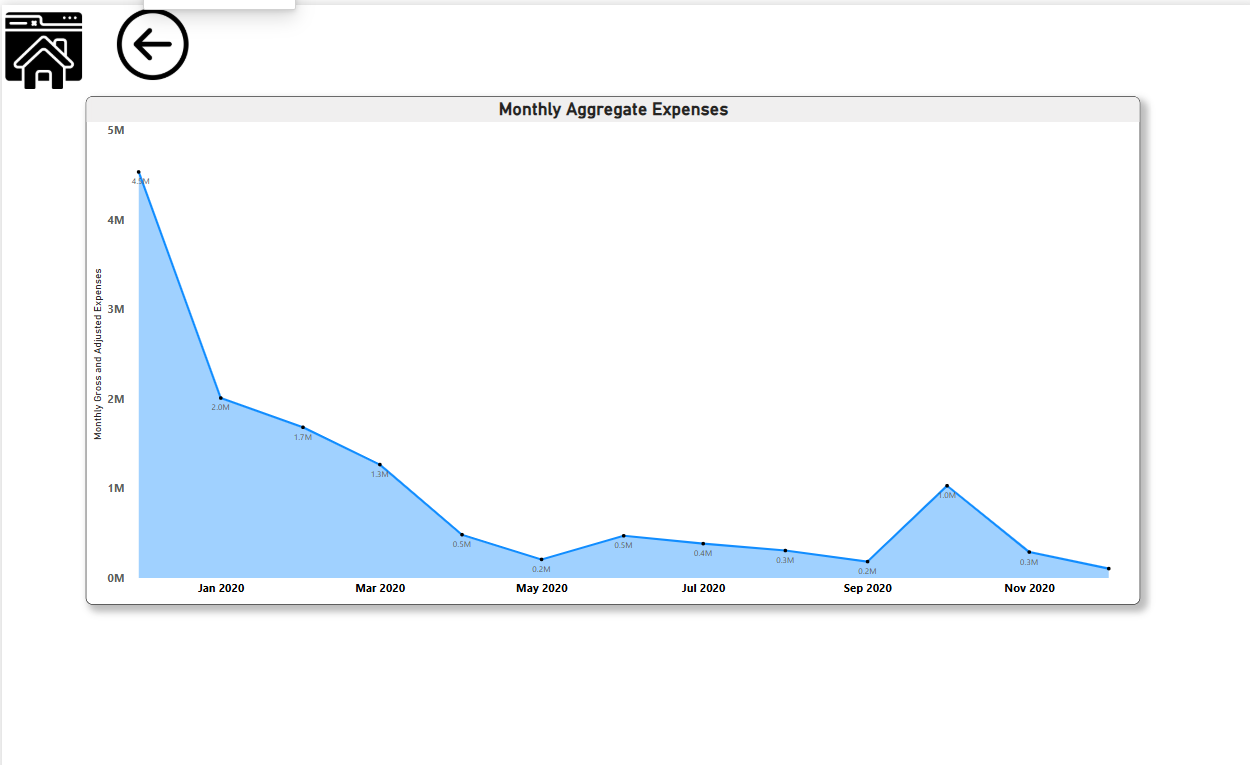 Monthly Aggregate Expenses
5M
4M
3M
2M
1M
0M
Monthly Gross and Adjusted Expenses
2.0M
1.7M
1.3M
0.5M
0.2M
0.5M
0.4M
0.3M
0.2M
1.0M
0.3M
Jan 2020
Mar 2020
May 2020
Jul 2020
Sep 2020
Nov 2020